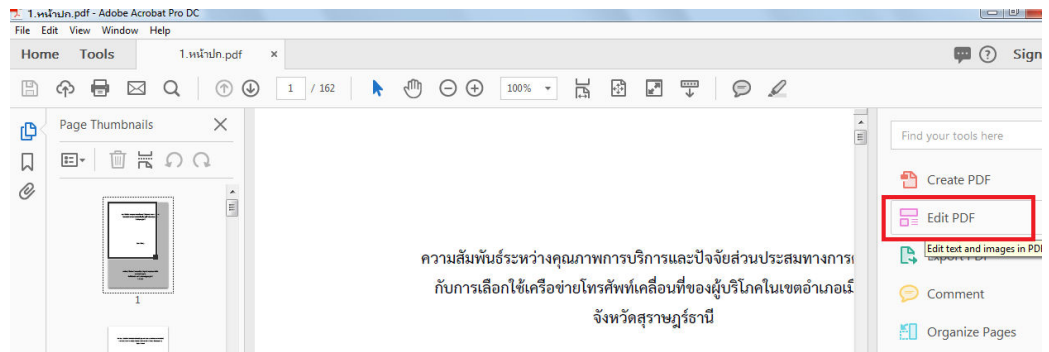 1.หน้าปก.pdf - Adobe Acrobat Pro DC
File Edit View Window Help
Home Tools 1.หน้าปก.pdf × Sign
1 / 162 100%
Page Thumbnails
Find your tools here
Create PDF
Edit PDF
Edit text and images in PD
Export PDF
ความสัมพันธ์ระหว่างคุณภาพการบริการและปัจจัยส่วนประสมทางการ
กับการเลือกใช้เครือข่ายโทรศัพท์เคลื่อนที่ของผู้บริโภคในเขตอำเภอเมื
จังหวัดสุราษฎร์ธานี
Comment
Organize Pages
1